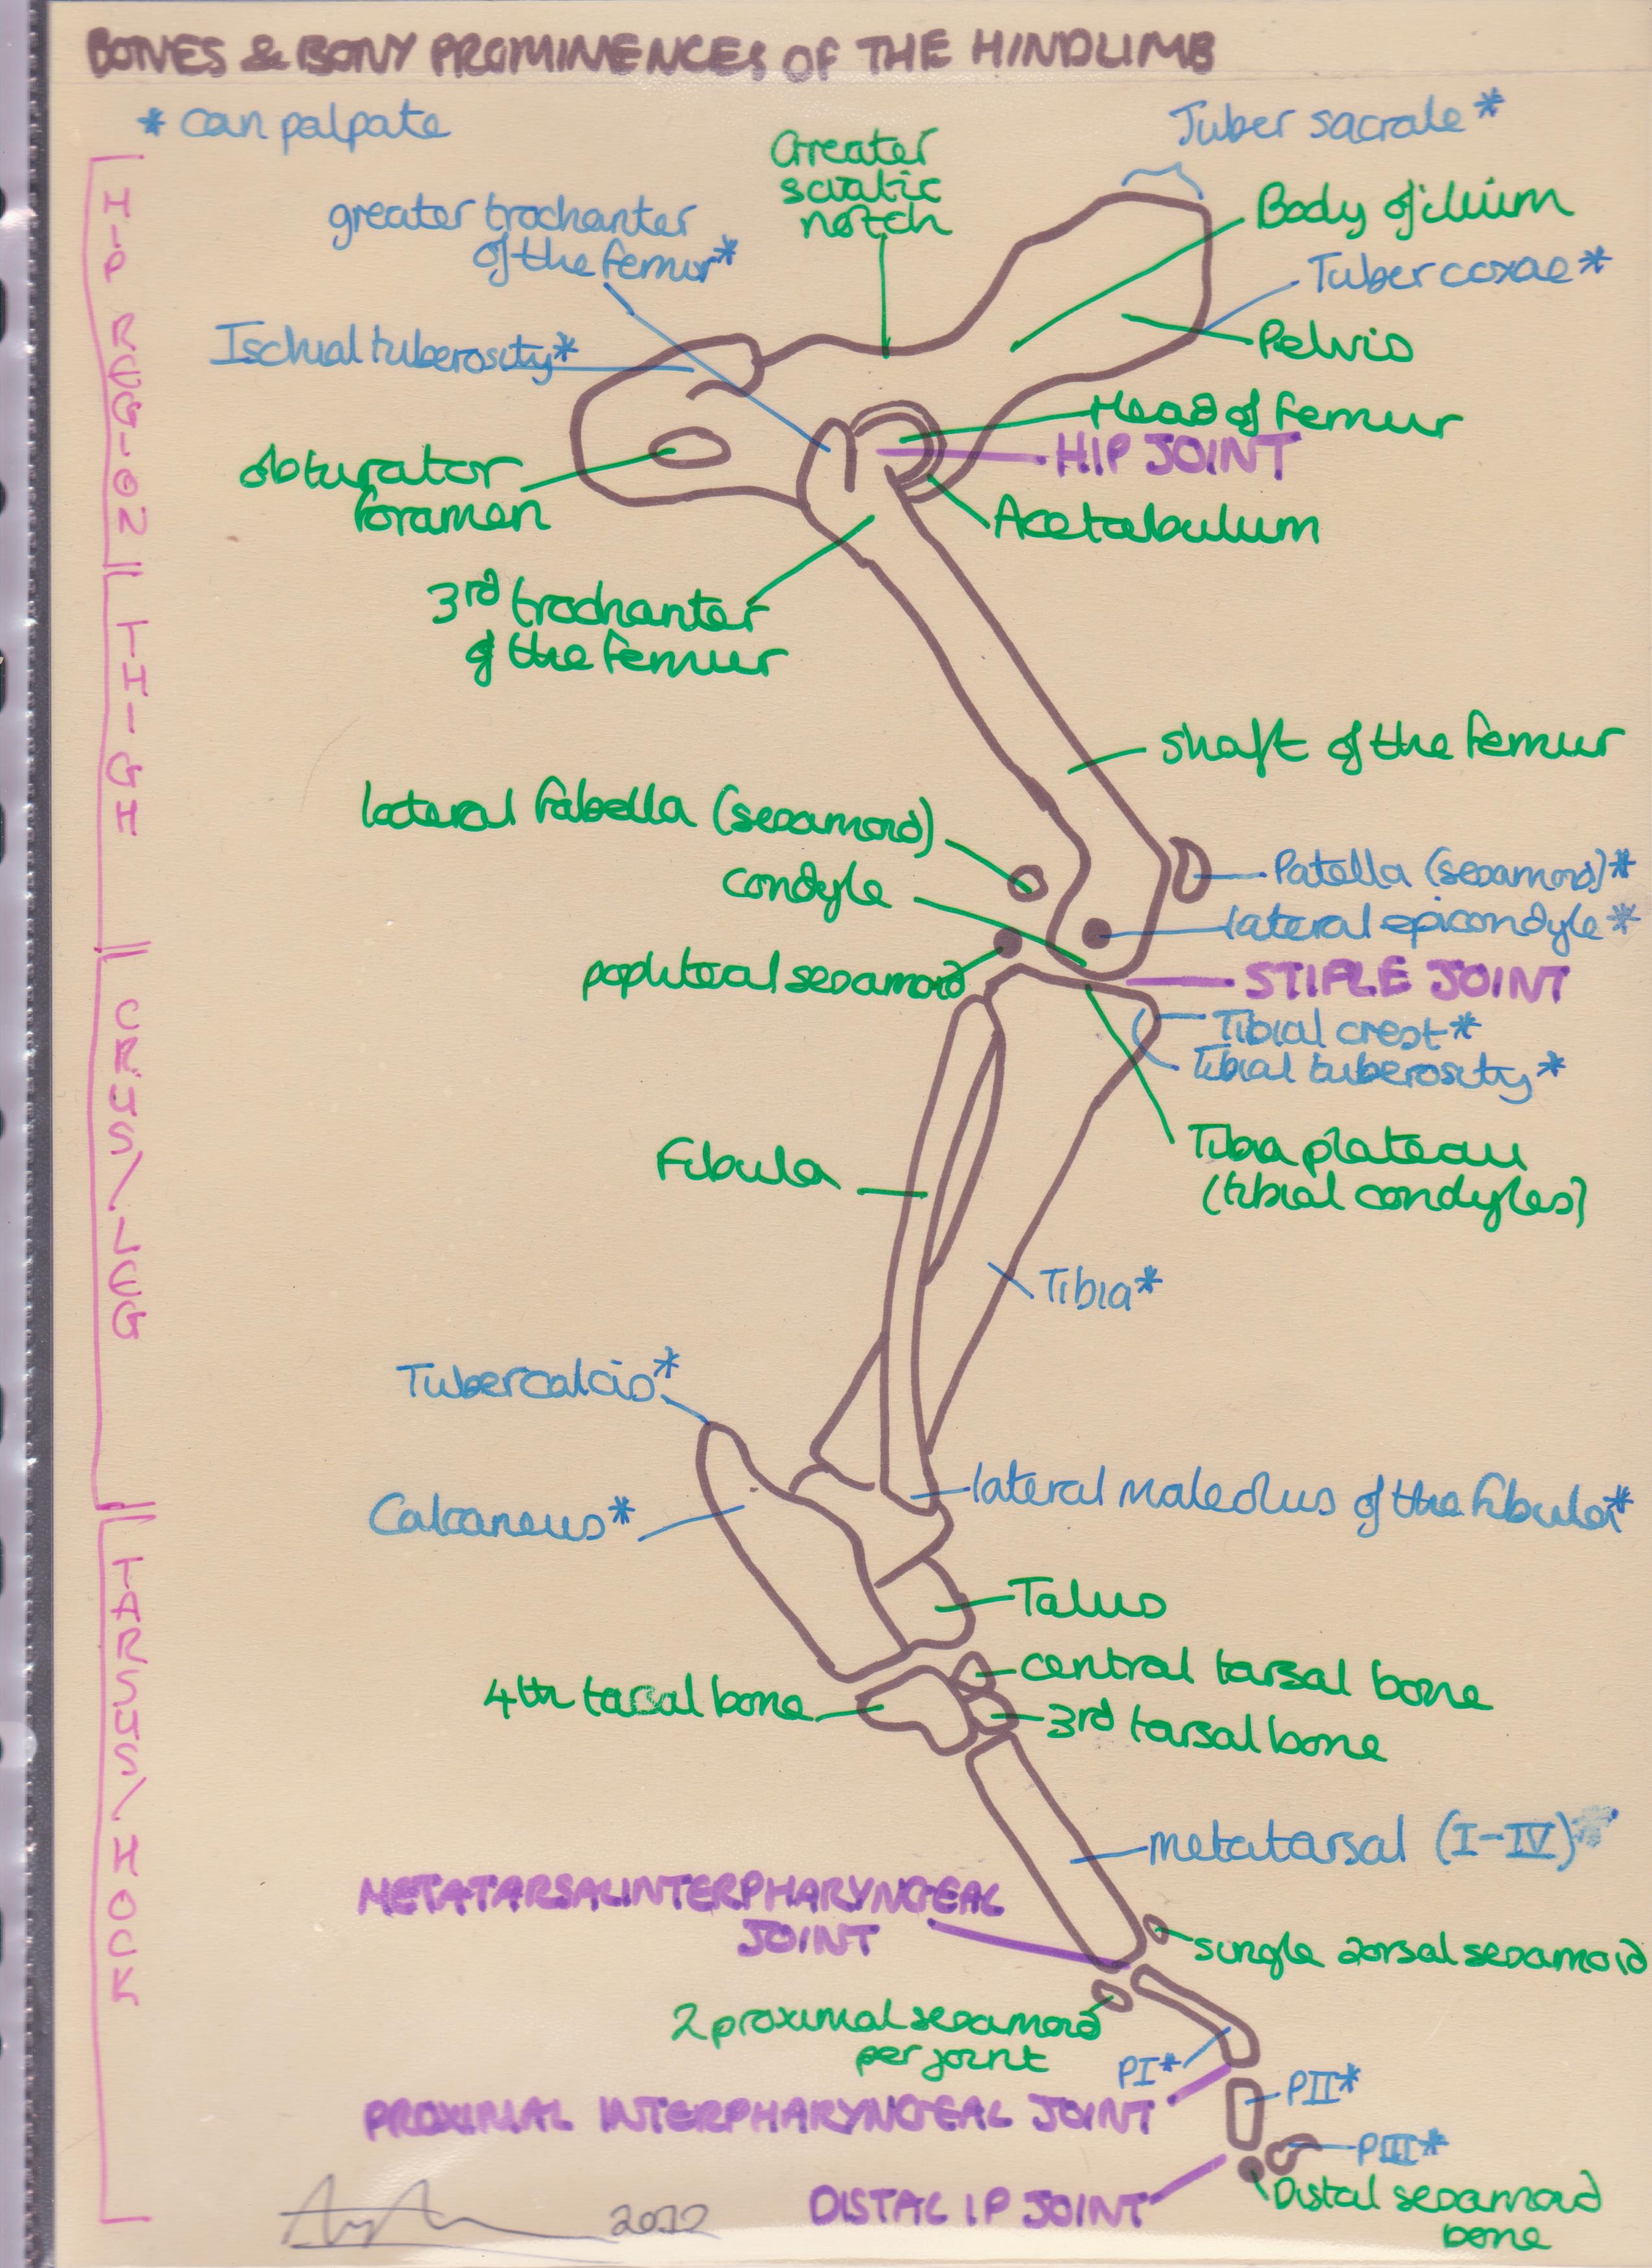 BONES & BONY PROMINENCES OF THE HINDLIMB
* can palpate
Tuber sacrale*
Greater
sciatic
notch
greater trochanter
of the femur*
Body of ilium
Tuber coxae*
Ischial tuberosity*
Pelvis
Head of femur
HIP JOINT
obturator
foramen
Acetabulum
3rd trochanter
of the femur
HIP REGION
THIGH
shaft of the femur
lateral fabella (sesamoid)
condyle
Patella (sesamoid)*
lateral epicondyle*
popliteal sesamoid
STIFLE JOINT
Tibial crest*
Tibial tuberosity*
Tibia plateau
(tibial condyles)
Fibula
CRUS/LEG
Tibia*
Tuber calcis*
Calcaneus*
lateral maleolus of the fibula*
Talus
central tarsal bone
4th tarsal bone
3rd tarsal bone
TARSUS/HOCK
metatarsal (I-IV)*
METATARSALINTERPHARYNGEAL
JOINT
single dorsal sesamoid
2 proximal sesamoid
per joint
PI*
PII*
PROXIMAL INTERPHARYNGEAL JOINT
PIII*
DISTAL IP JOINT
Distal sesamoid
bone
2012